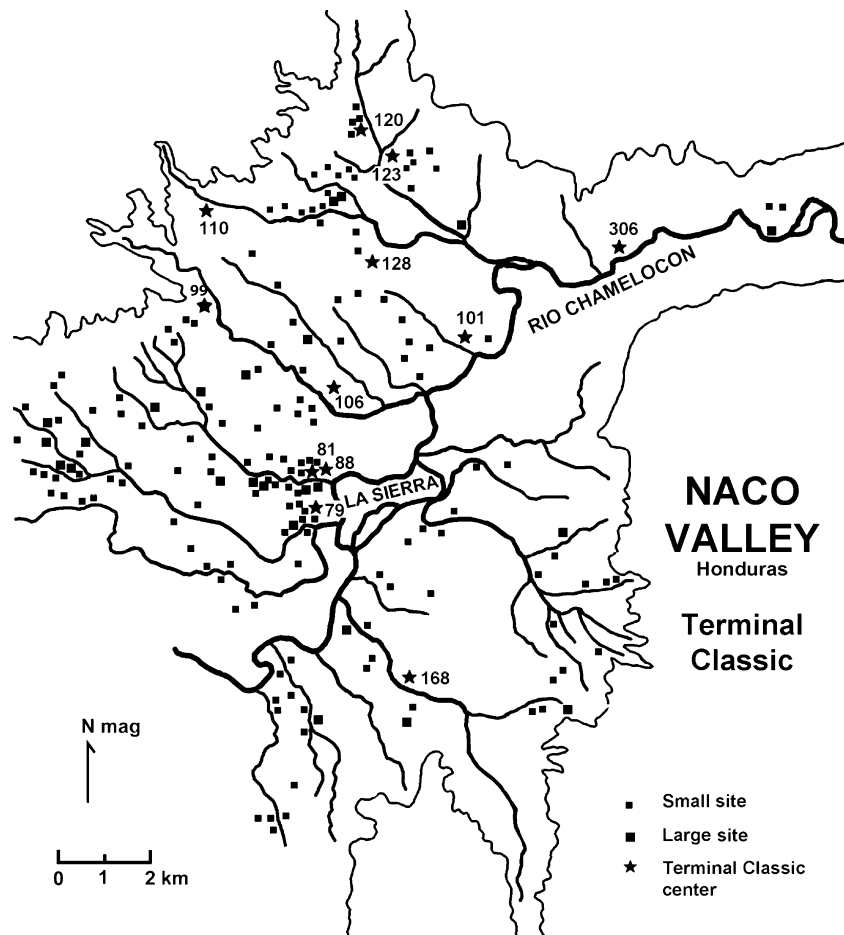 120
123
110
306
128
RIO CHAMELOCON
99
101
106
81
88
LA SIERRA
79
NACO
VALLEY
Honduras
Terminal
Classic
168
N mag
Small site
Large site
Terminal Classic
center
0 1 2 km